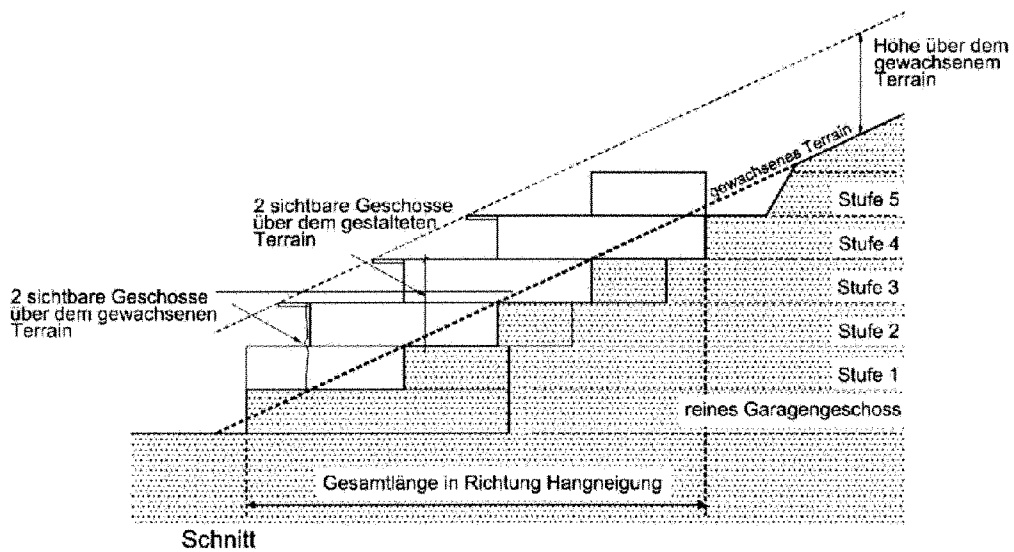 Höhe über dem
gewachsenem
Terrain
gewachsenes Terrain
2 sichtbare Geschosse
über dem gestalteten
Terrain
2 sichtbare Geschosse
über dem gewachsenen
Terrain
Stufe 5
Stufe 4
Stufe 3
Stufe 2
Stufe 1
reines Garagengeschoss
Gesamtlänge in Richtung Hangneigung
Schnitt